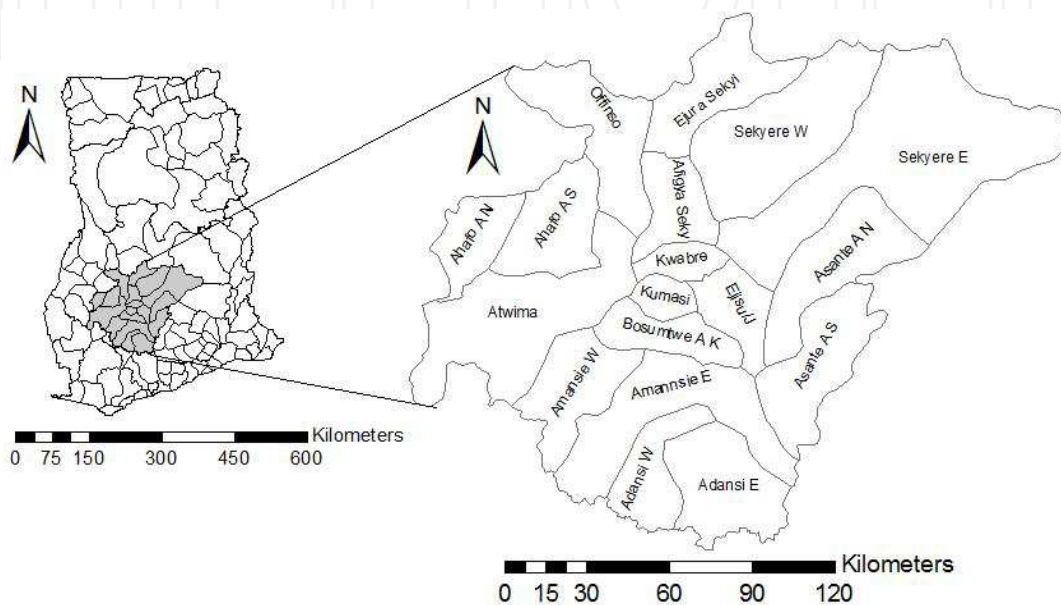 N
Kilometers
0 75 150 300 450 600
N
Offinso
Ejura Sekyi
Sekyere W
Sekyere E
Afigya Seky
Ahafo A N
Ahafo A S
Asante A N
Kwabre
Kumasi
Ejisu/J
Atwima
Bosumtwe A K
Asante A S
Amansie W
Amannsie E
Adansi W
Adansi E
Kilometers
0 15 30 60 90 120